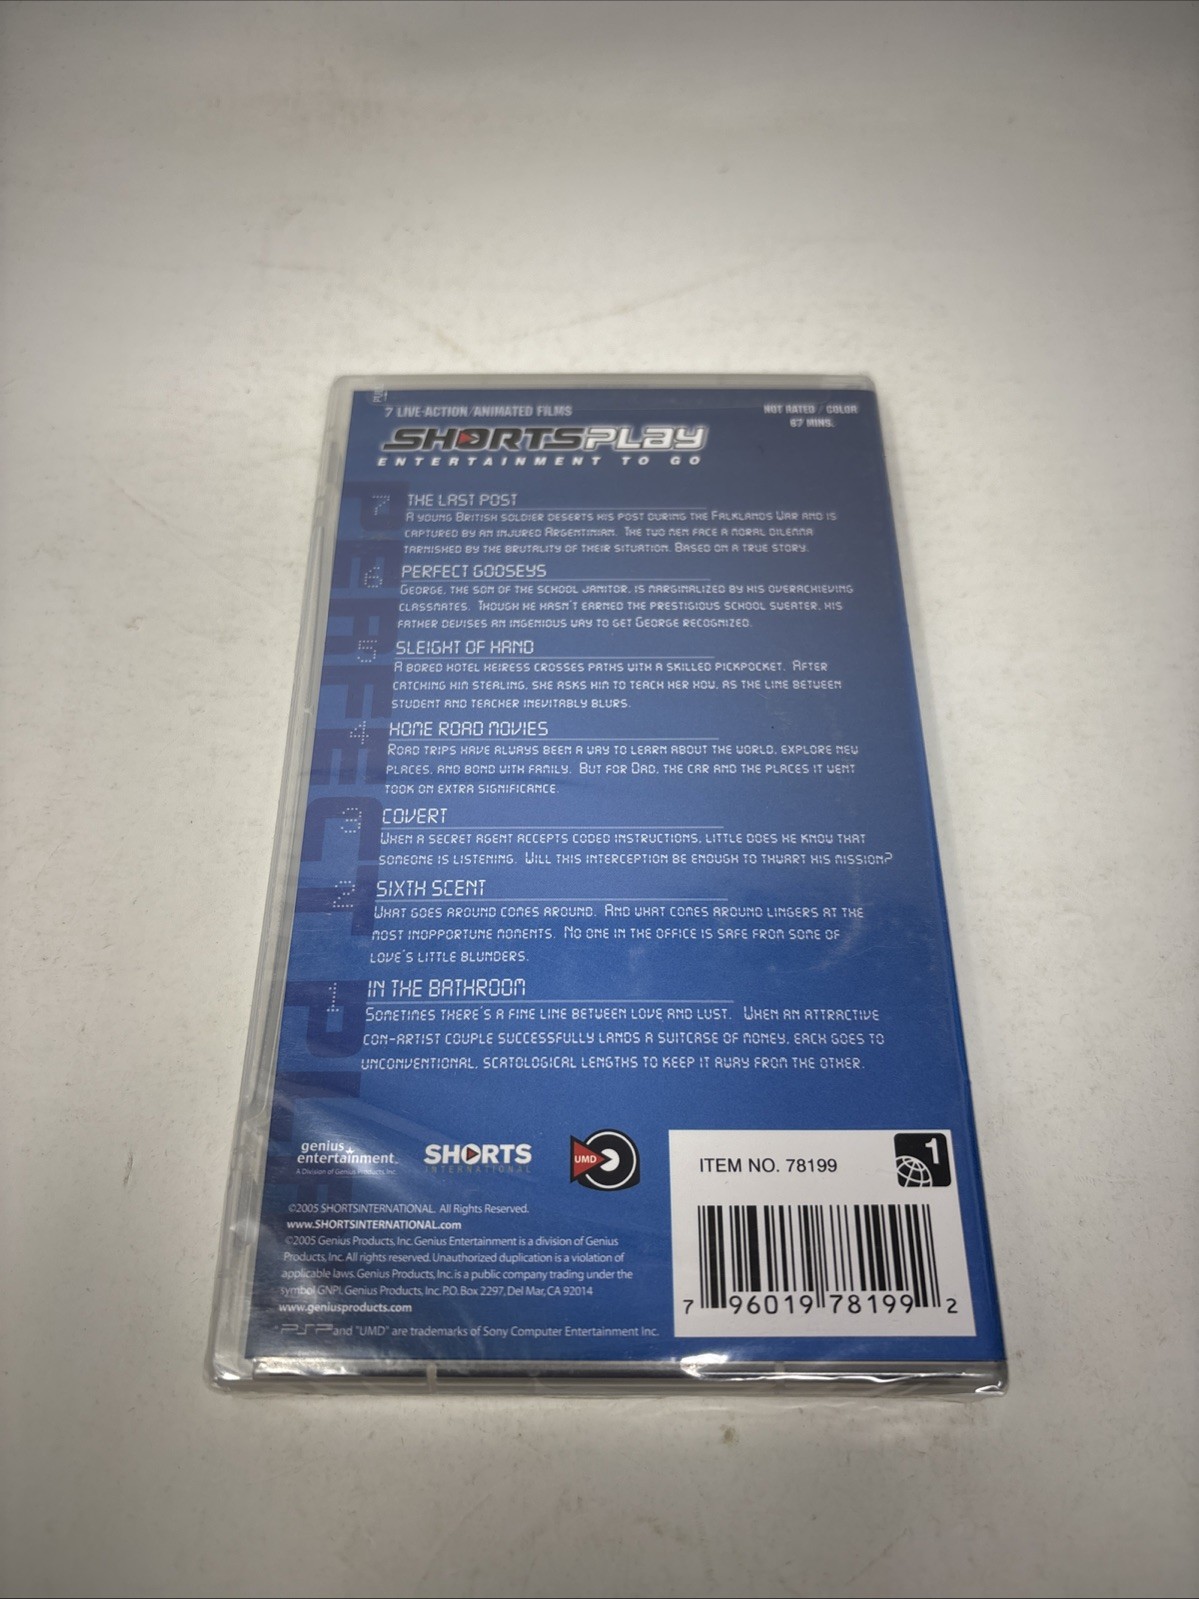 7 LIVE-ACTION/ANIMATED FILMS
NOT RATED / COLOR
67 MINS.
SHORTSPLAY
ENTERTAINMENT TO GO
PERFECT PLAY
7 THE LAST POST
A YOUNG BRITISH SOLDIER DESERTS HIS POST DURING THE FALKLANDS WAR AND IS
CAPTURED BY AN INJURED ARGENTINIAN. THE TWO MEN FACE A MORAL DILEMMA
TARNISHED BY THE BRUTALITY OF THEIR SITUATION. BASED ON A TRUE STORY.
6 PERFECT GOOSEYS
GEORGE, THE SON OF THE SCHOOL JANITOR, IS MARGINALIZED BY HIS OVERACHIEVING
CLASSMATES. THOUGH HE HASN'T EARNED THE PRESTIGIOUS SCHOOL SWEATER, HIS
FATHER DEVISES AN INGENIOUS WAY TO GET GEORGE RECOGNIZED.
5 SLEIGHT OF HAND
A BORED HOTEL HEIRESS CROSSES PATHS WITH A SKILLED PICKPOCKET. AFTER
CATCHING HIM STEALING, SHE ASKS HIM TO TEACH HER HOW, AS THE LINE BETWEEN
STUDENT AND TEACHER INEVITABLY BLURS.
4 HOME ROAD MOVIES
ROAD TRIPS HAVE ALWAYS BEEN A WAY TO LEARN ABOUT THE WORLD, EXPLORE NEW
PLACES, AND BOND WITH FAMILY. BUT FOR DAD, THE CAR AND THE PLACES IT WENT
TOOK ON EXTRA SIGNIFICANCE.
3 COVERT
WHEN A SECRET AGENT ACCEPTS CODED INSTRUCTIONS, LITTLE DOES HE KNOW THAT
SOMEONE IS LISTENING. WILL THIS INTERCEPTION BE ENOUGH TO THWART HIS MISSION?
2 SIXTH SCENT
WHAT GOES AROUND COMES AROUND. AND WHAT COMES AROUND LINGERS AT THE
MOST INOPPORTUNE MOMENTS. NO ONE IN THE OFFICE IS SAFE FROM SOME OF
LOVE'S LITTLE BLUNDERS.
1 IN THE BATHROOM
SOMETIMES THERE'S A FINE LINE BETWEEN LOVE AND LUST. WHEN AN ATTRACTIVE
CON-ARTIST COUPLE SUCCESSFULLY LANDS A SUITCASE OF MONEY, EACH GOES TO
UNCONVENTIONAL, SCATOLOGICAL LENGTHS TO KEEP IT AWAY FROM THE OTHER.
genius
entertainment.
A Division of Genius Products, Inc.
SHORTS
INTERNATIONAL
UMD
ITEM NO. 78199
1
©2005 SHORTSINTERNATIONAL. All Rights Reserved.
www.SHORTSINTERNATIONAL.com
©2005 Genius Products, Inc. Genius Entertainment is a division of Genius
Products, Inc. All rights reserved. Unauthorized duplication is a violation of
applicable laws. Genius Products, Inc. is a public company trading under the
symbol GNPI. Genius Products, Inc. P.O. Box 2297, Del Mar, CA 92014
www.geniusproducts.com
"PSP" and "UMD" are trademarks of Sony Computer Entertainment Inc.
7 96019 78199 2